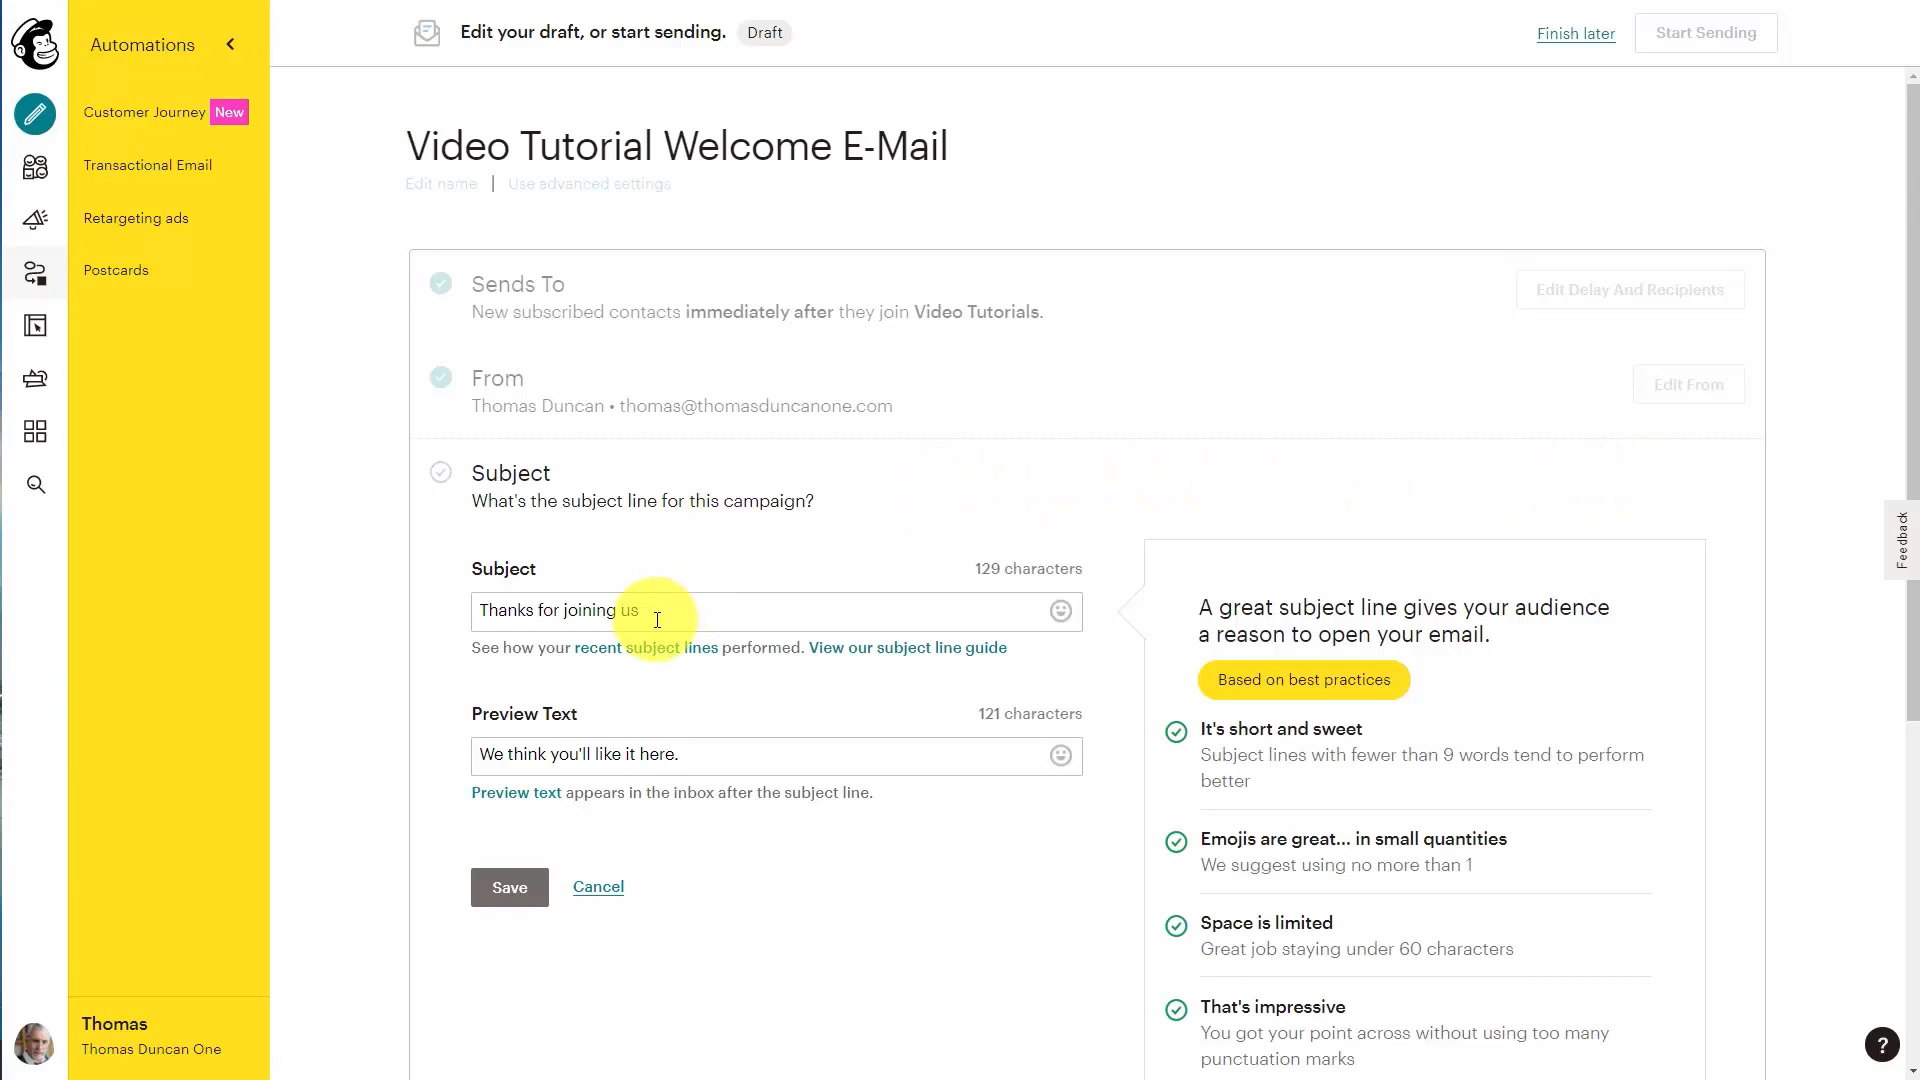 Automations
Customer Journey New
Transactional Email
Retargeting ads
Postcards
Thomas
Thomas Duncan One
Edit your draft, or start sending. Draft
Finish later
Start Sending
Video Tutorial Welcome E-Mail
Edit name | Use advanced settings
Sends To
New subscribed contacts immediately after they join Video Tutorials.
Edit Delay And Recipients
From
Thomas Duncan • thomas@thomasduncanone.com
Edit From
Subject
What's the subject line for this campaign?
Subject
129 characters
Thanks for joining us
See how your recent subject lines performed. View our subject line guide
Preview Text
121 characters
We think you'll like it here.
Preview text appears in the inbox after the subject line.
Save
Cancel
A great subject line gives your audience
a reason to open your email.
Based on best practices
It's short and sweet
Subject lines with fewer than 9 words tend to perform
better
Emojis are great... in small quantities
We suggest using no more than 1
Space is limited
Great job staying under 60 characters
That's impressive
You got your point across without using too many
punctuation marks
Feedback
?